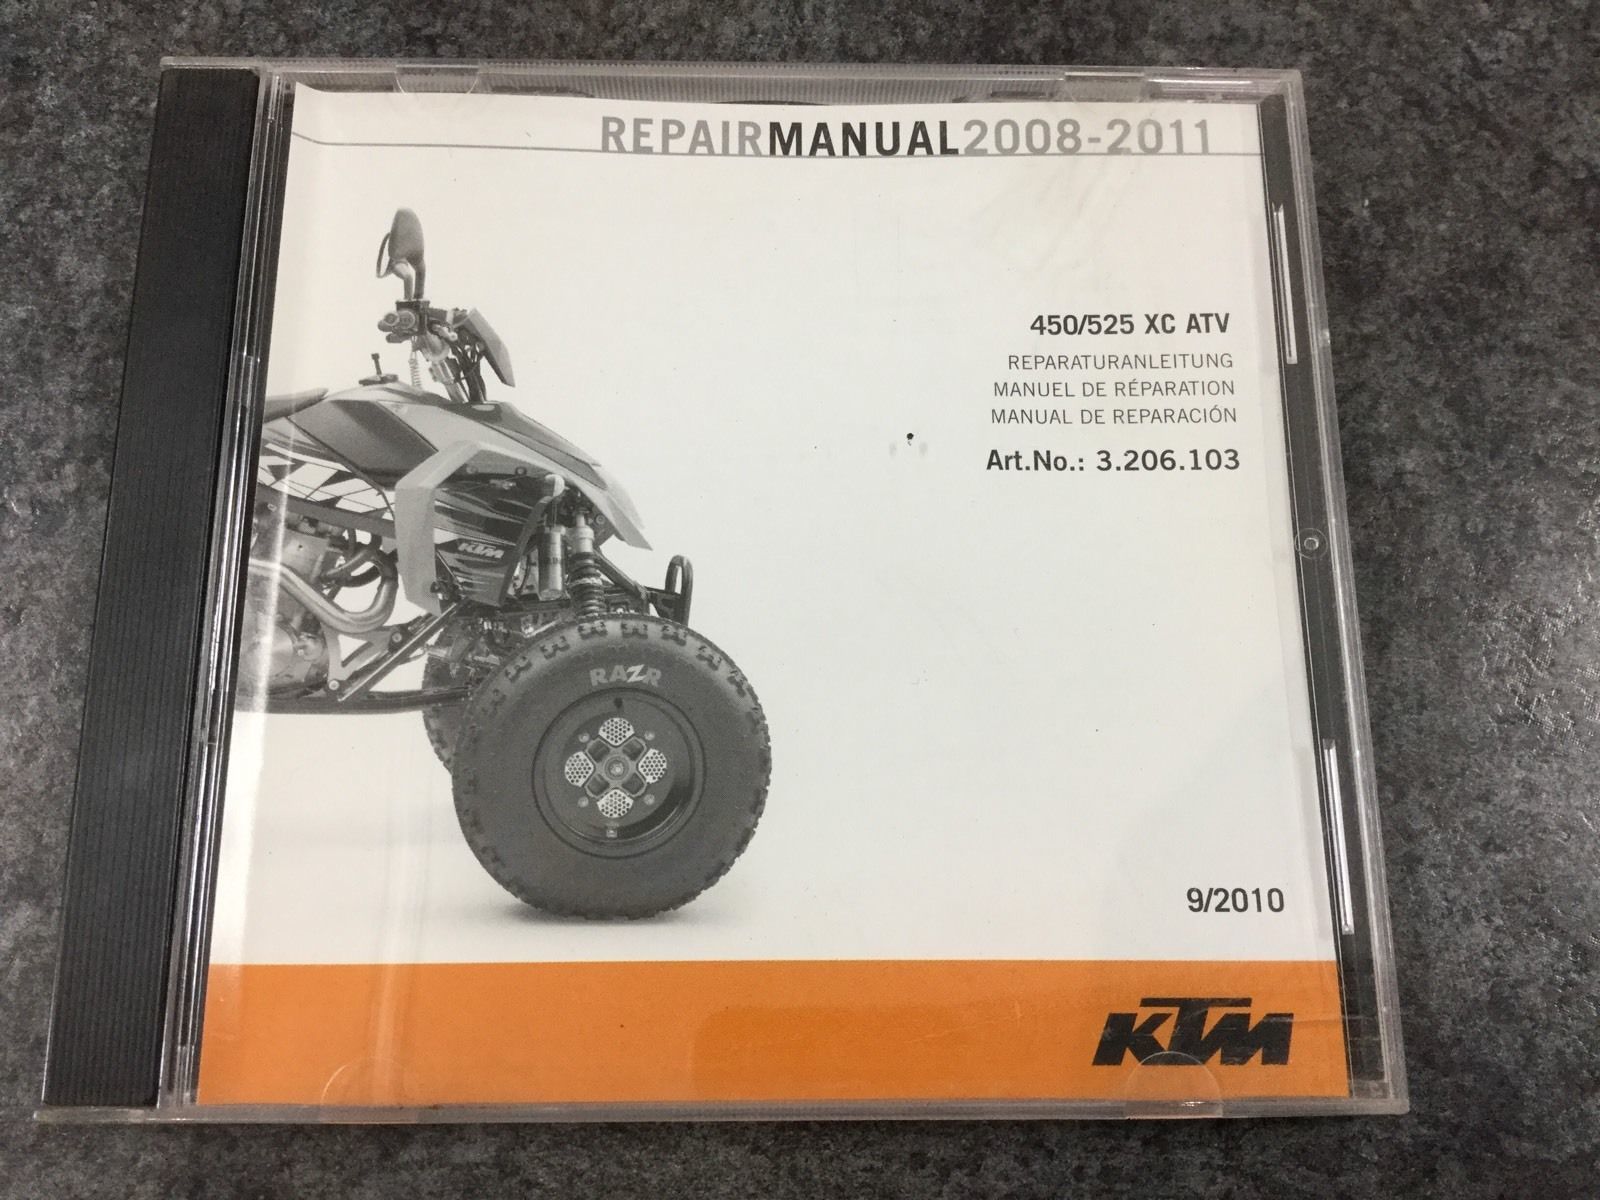 REPAIRMANUAL2008-2011
450/525 XC ATV
REPARATURANLEITUNG
MANUEL DE RÉPARATION
MANUAL DE REPARACIÓN
Art.No.: 3.206.103
KTM
RAZR
9/2010
KTM